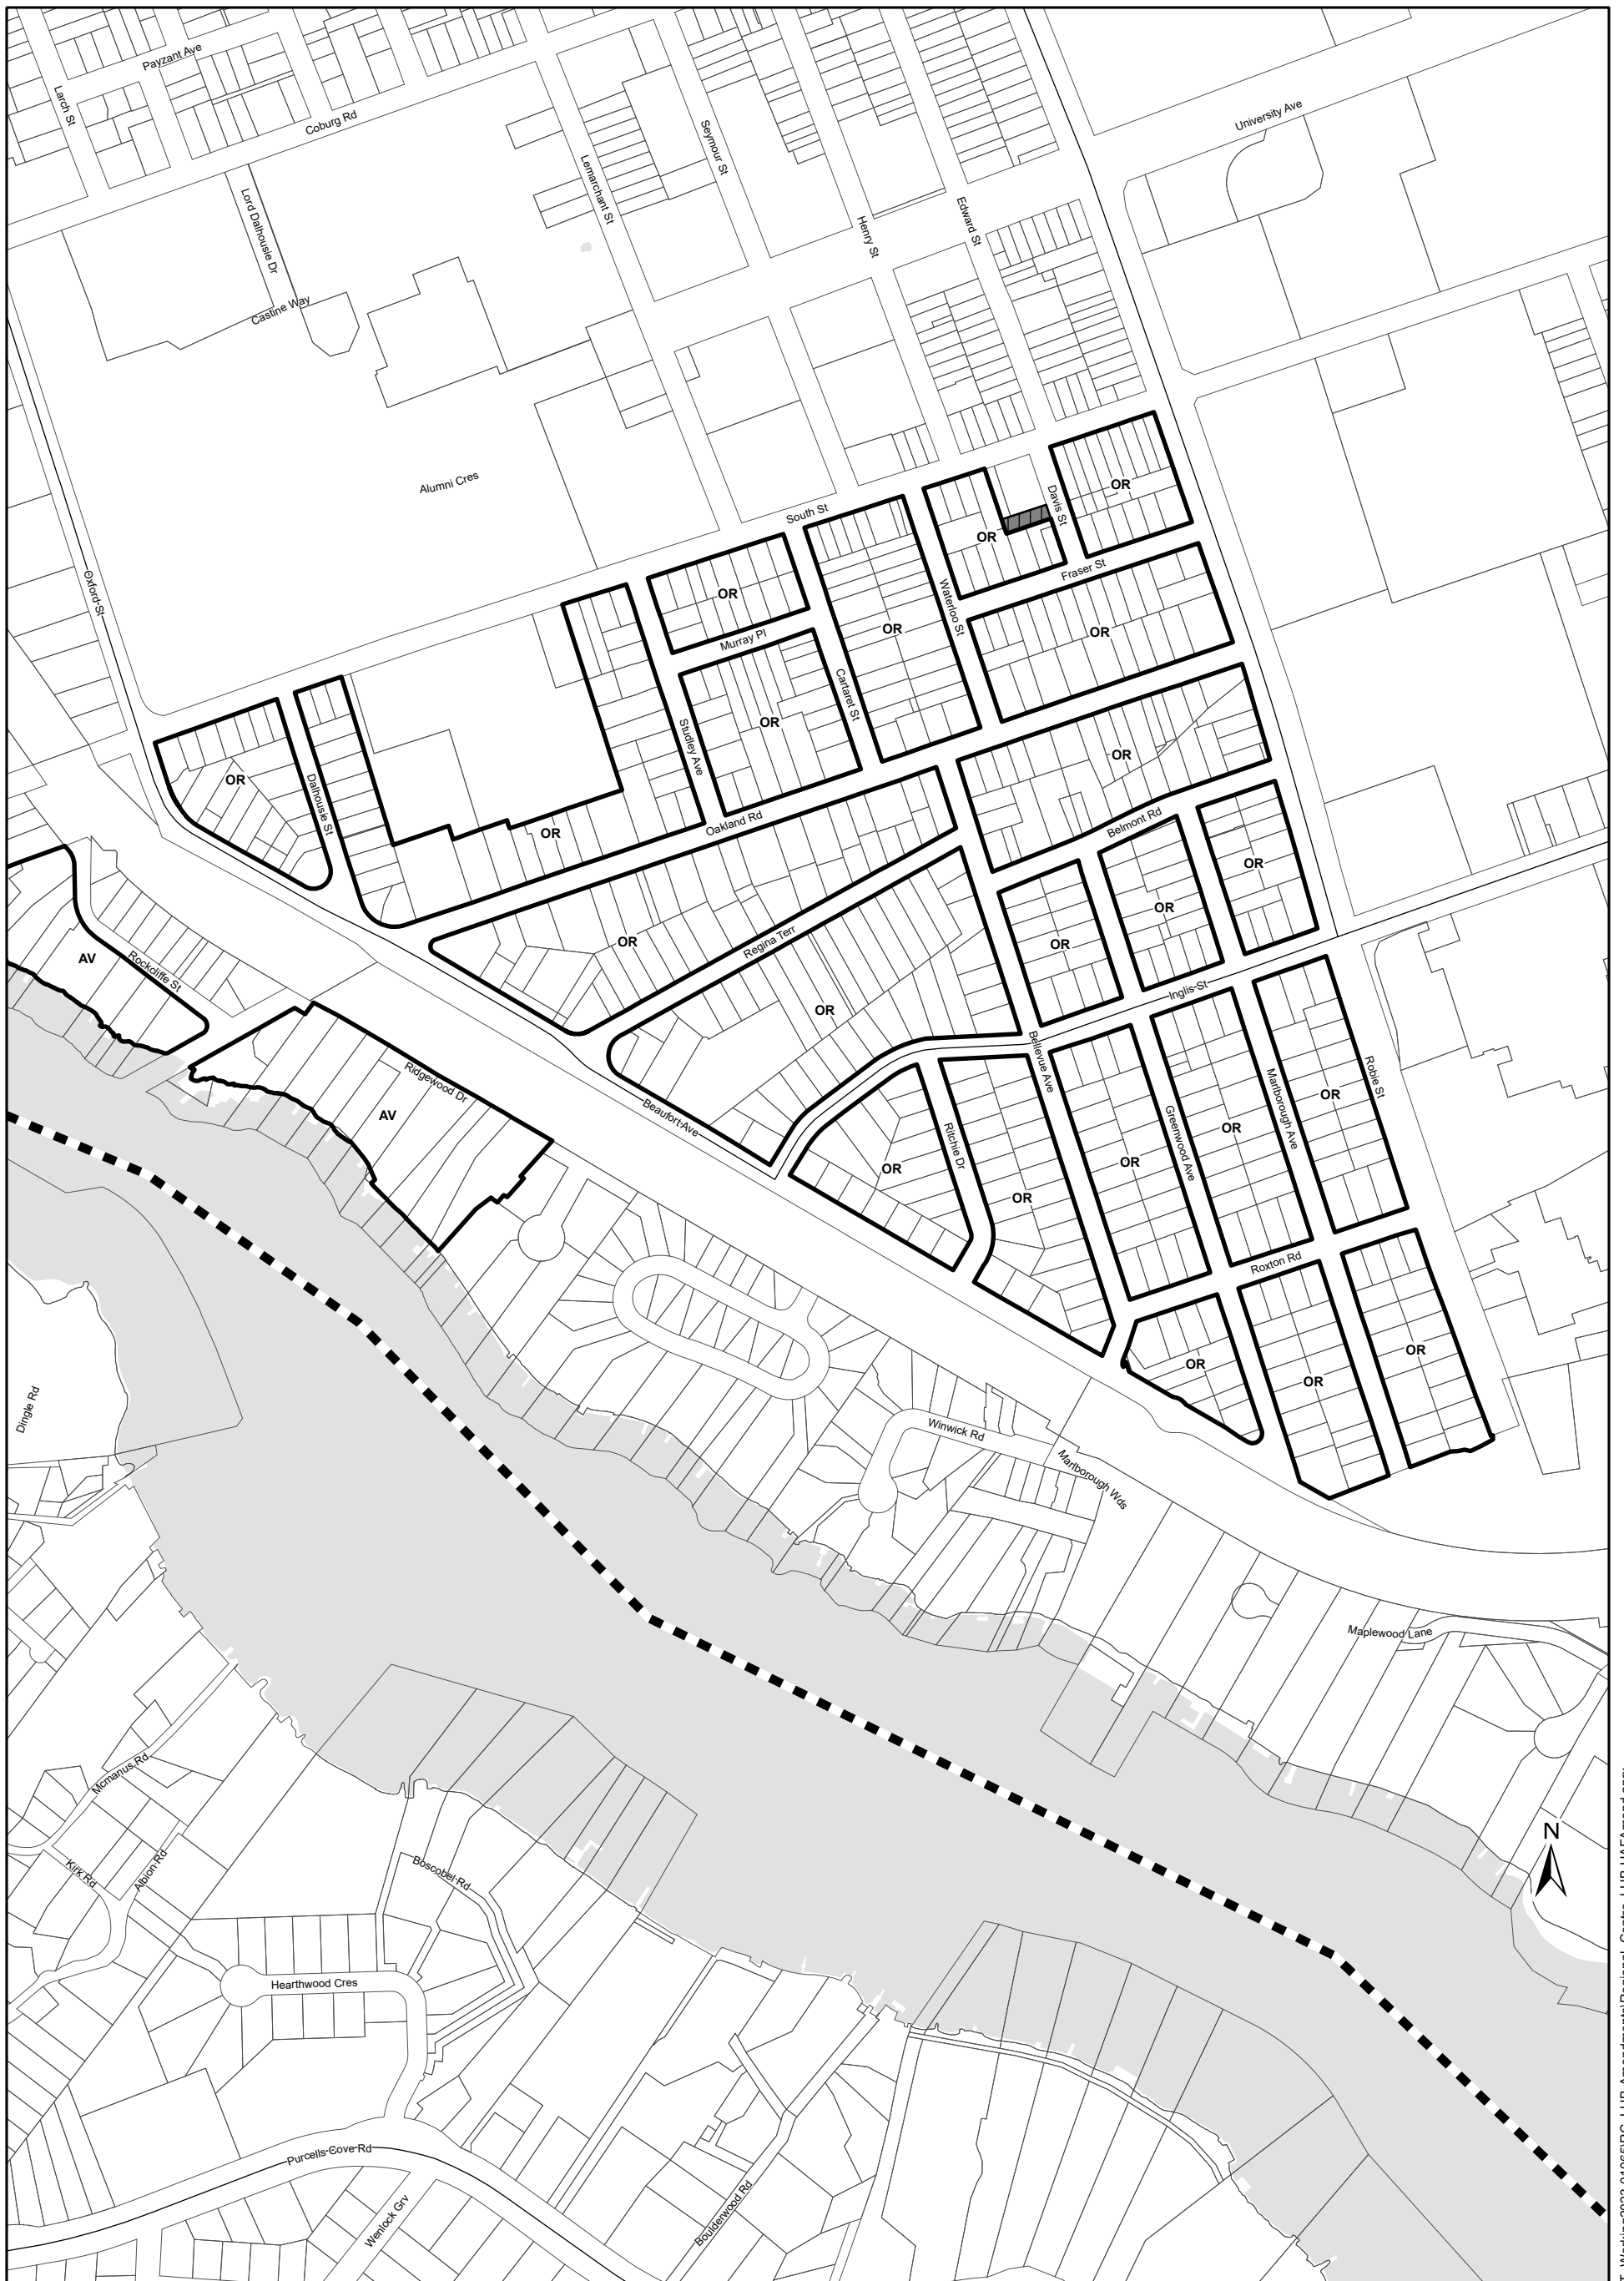 Payzant Ave
Larch St
Coburg Rd
University Ave
Seymour St
Lemarchant St
Lord Dalhousie Dr
Henry St
Edward St
Castine Way
Alumni Cres
South St
Davis St
OR
OR
Fraser St
Oxford St
OR
Waterloo St
OR
OR
Murray Pl
Cartaret St
OR
Studley Ave
OR
OR
Dalhousie St
OR
Oakland Rd
Belmont Rd
OR
OR
OR
Regina Terr
OR
AV
Rockcliffe St
Inglis St
OR
Bellevue Ave
Ridgewood Dr
AV
Beaufort Ave
Robie St
Marlborough Ave
OR
OR
Greenwood Ave
Ritchie Dr
OR
OR
OR
Roxton Rd
OR
OR
OR
Dingle Rd
Winwick Rd
Marlborough Wds
Maplewood Lane
Mcmanus Rd
N
Kirk Rd
Albion Rd
Boscobel Rd
Hearthwood Cres
Purcells Cove Rd
Wenlock Grv
Boulderwood Rd